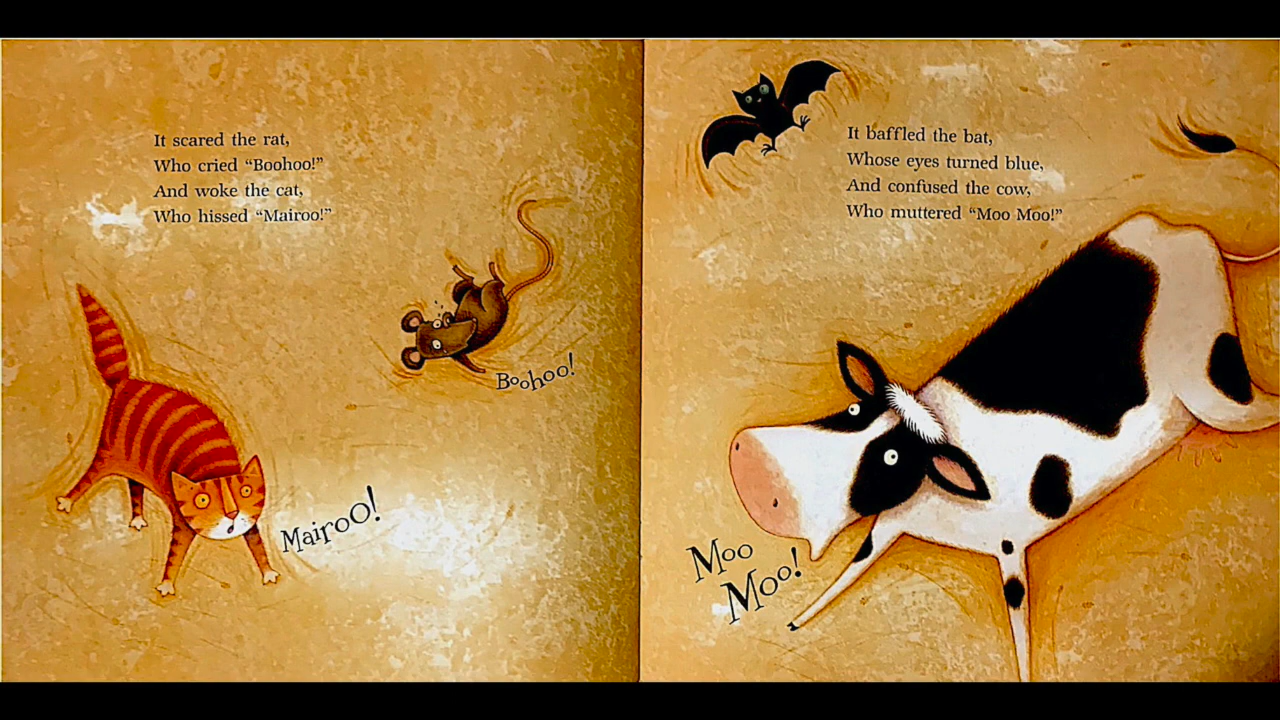 It scared the rat,
Who cried “Boohoo!”
And woke the cat,
Who hissed “Mairoo!”
Boohoo!
MairoO!
It baffled the bat,
Whose eyes turned blue,
And confused the cow,
Who muttered “Moo Moo!”
Moo
Moo!